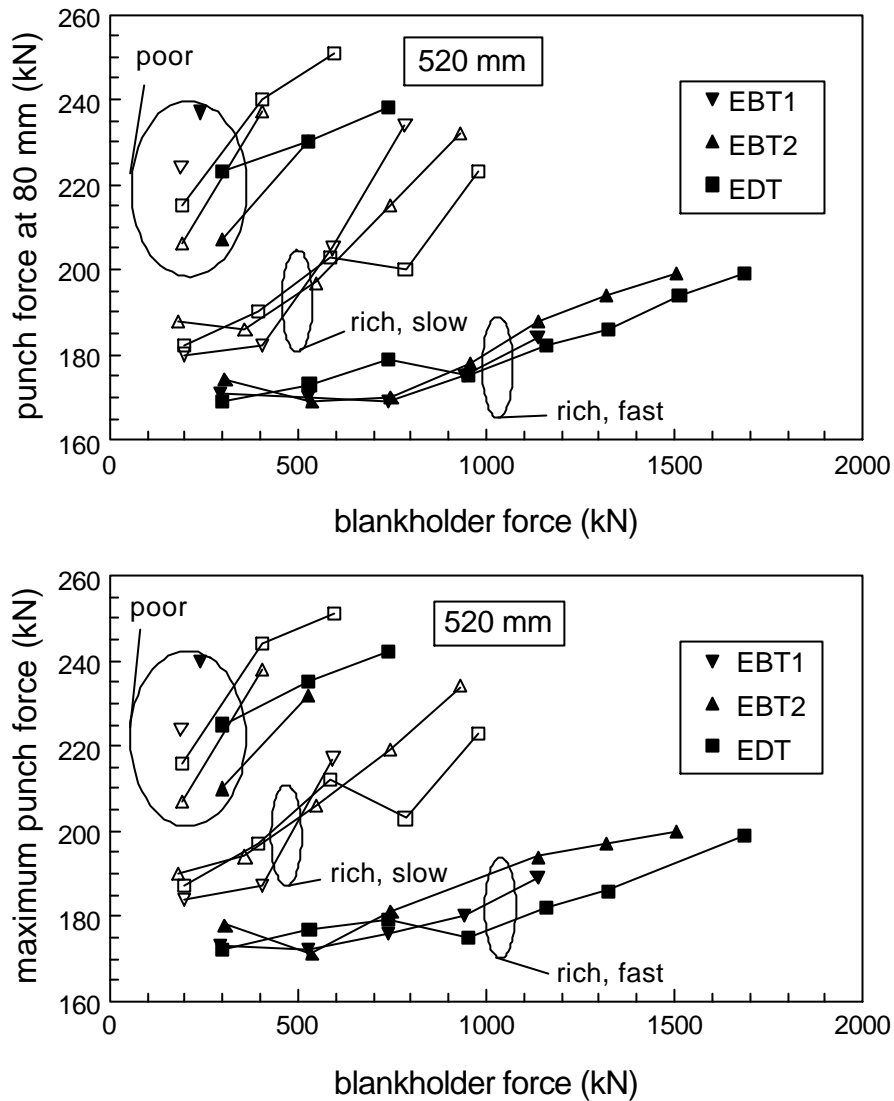 260
240
220
200
180
160
punch force at 80 mm (kN)
poor
520 mm
EBT1
EBT2
EDT
rich, slow
rich, fast
0
500
1000
1500
2000
blankholder force (kN)
260
240
220
200
180
160
maximum punch force (kN)
poor
520 mm
EBT1
EBT2
EDT
rich, slow
rich, fast
0
500
1000
1500
2000
blankholder force (kN)